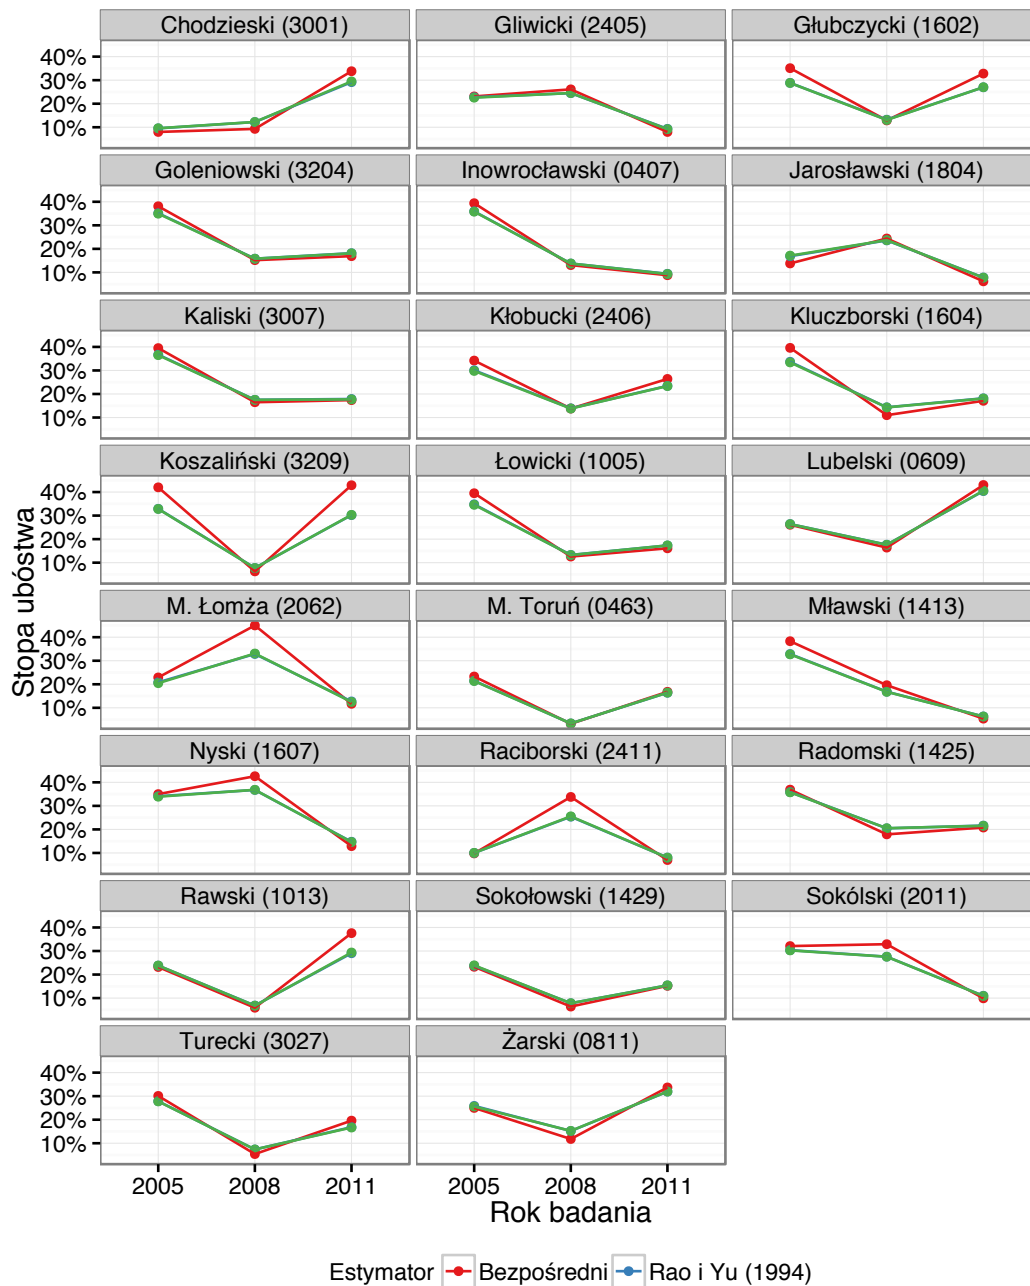 Chodzieski (3001) Gliwicki (2405) Głubczycki (1602)
40%
30%
20%
10%
Goleniowski (3204) Inowrocławski (0407) Jarosławski (1804)
40%
30%
20%
10%
Kaliski (3007) Kłobucki (2406) Kluczborski (1604)
40%
30%
20%
10%
Koszaliński (3209) Łowicki (1005) Lubelski (0609)
40%
30%
20%
10%
Stopa ubóstwa
M. Łomża (2062) M. Toruń (0463) Mławski (1413)
40%
30%
20%
10%
Nyski (1607) Raciborski (2411) Radomski (1425)
40%
30%
20%
10%
Rawski (1013) Sokołowski (1429) Sokólski (2011)
40%
30%
20%
10%
Turecki (3027) Żarski (0811)
40%
30%
20%
10%
2005 2008 2011 2005 2008 2011
Rok badania
Estymator Bezpośredni Rao i Yu (1994)